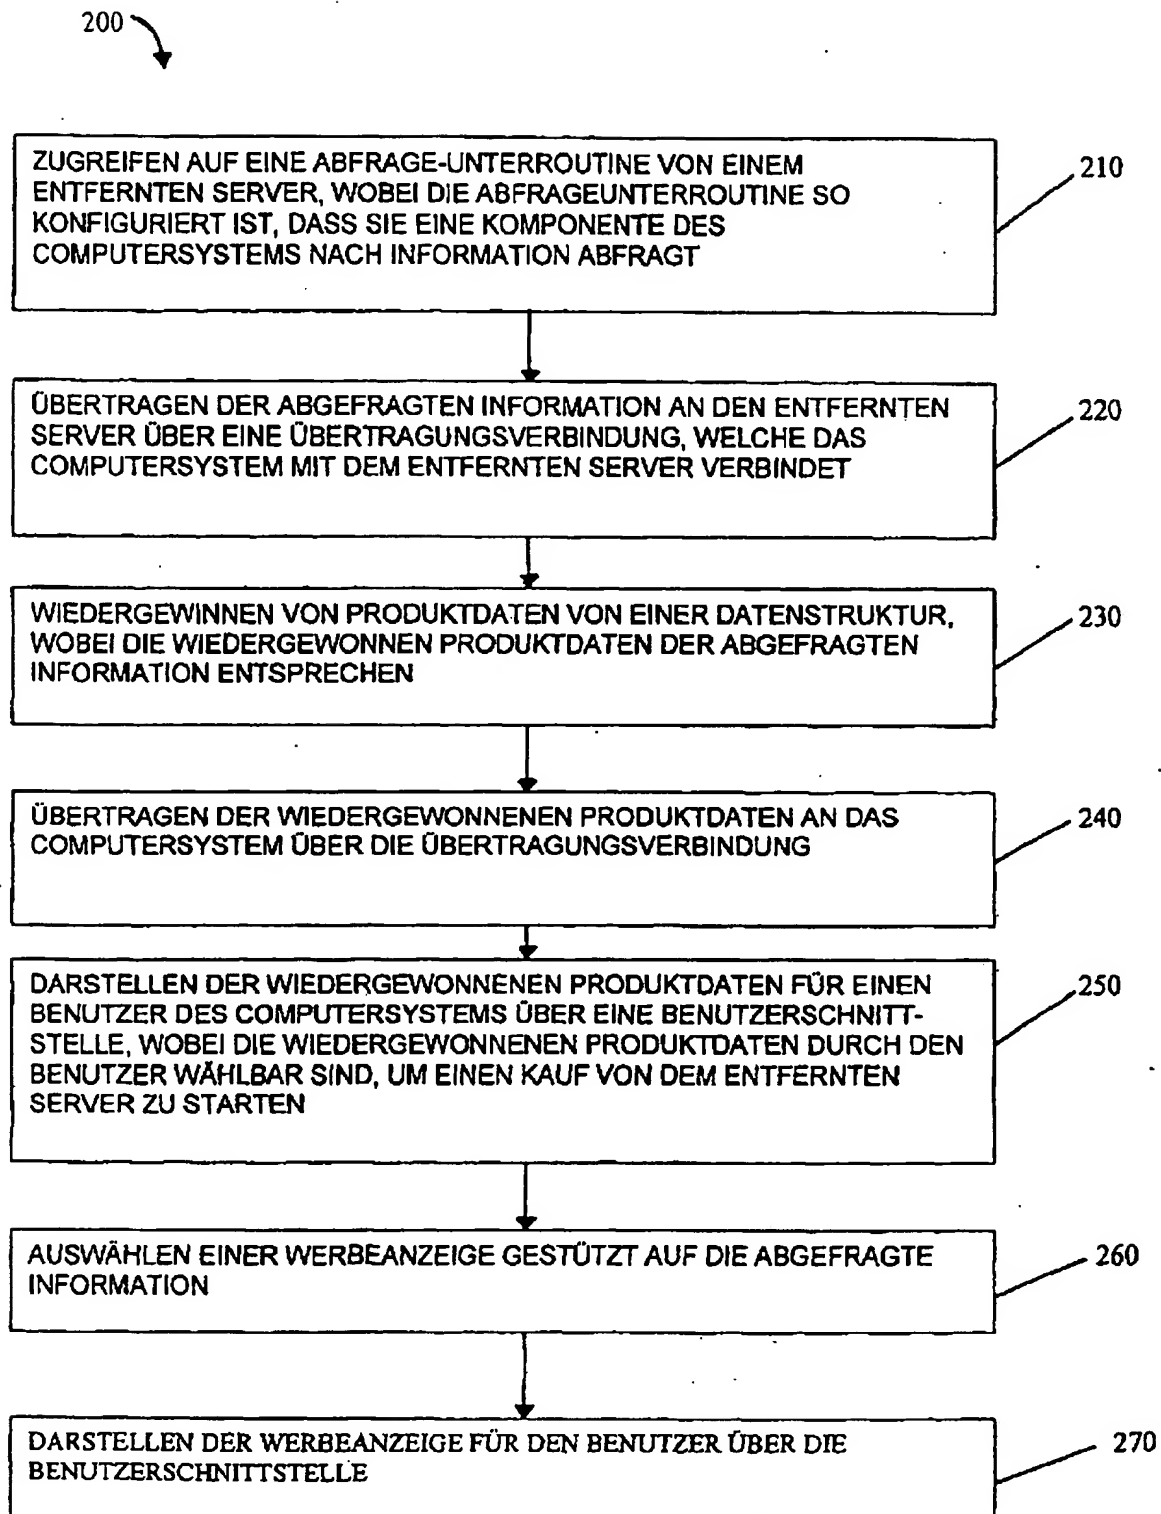 200
ZUGREIFEN AUF EINE ABFRAGE-UNTERROUTINE VON EINEM
ENTFERNTEN SERVER, WOBEI DIE ABFRAGEUNTERROUTINE SO
KONFIGURIERT IST, DASS SIE EINE KOMPONENTE DES
COMPUTERSYSTEMS NACH INFORMATION ABFRAGT
210
ÜBERTRAGEN DER ABGEFRAGTEN INFORMATION AN DEN ENTFERNTEN
SERVER ÜBER EINE ÜBERTRAGUNGSVERBINDUNG, WELCHE DAS
COMPUTERSYSTEM MIT DEM ENTFERNTEN SERVER VERBINDET
220
WIEDERGEWINNEN VON PRODUKTDATEN VON EINER DATENSTRUKTUR,
WOBEI DIE WIEDERGEWONNEN PRODUKTDATEN DER ABGEFRAGTEN
INFORMATION ENTSPRECHEN
230
ÜBERTRAGEN DER WIEDERGEWONNENEN PRODUKTDATEN AN DAS
COMPUTERSYSTEM ÜBER DIE ÜBERTRAGUNGSVERBINDUNG
240
DARSTELLEN DER WIEDERGEWONNENEN PRODUKTDATEN FÜR EINEN
BENUTZER DES COMPUTERSYSTEMS ÜBER EINE BENUTZERSCHNITT-
STELLE, WOBEI DIE WIEDERGEWONNENEN PRODUKTDATEN DURCH DEN
BENUTZER WÄHLBAR SIND, UM EINEN KAUF VON DEM ENTFERNTEN
SERVER ZU STARTEN
250
AUSWÄHLEN EINER WERBEANZEIGE GESTÜTZT AUF DIE ABGEFRAGTE
INFORMATION
260
DARSTELLEN DER WERBEANZEIGE FÜR DEN BENUTZER ÜBER DIE
BENUTZERSCHNITTSTELLE
270